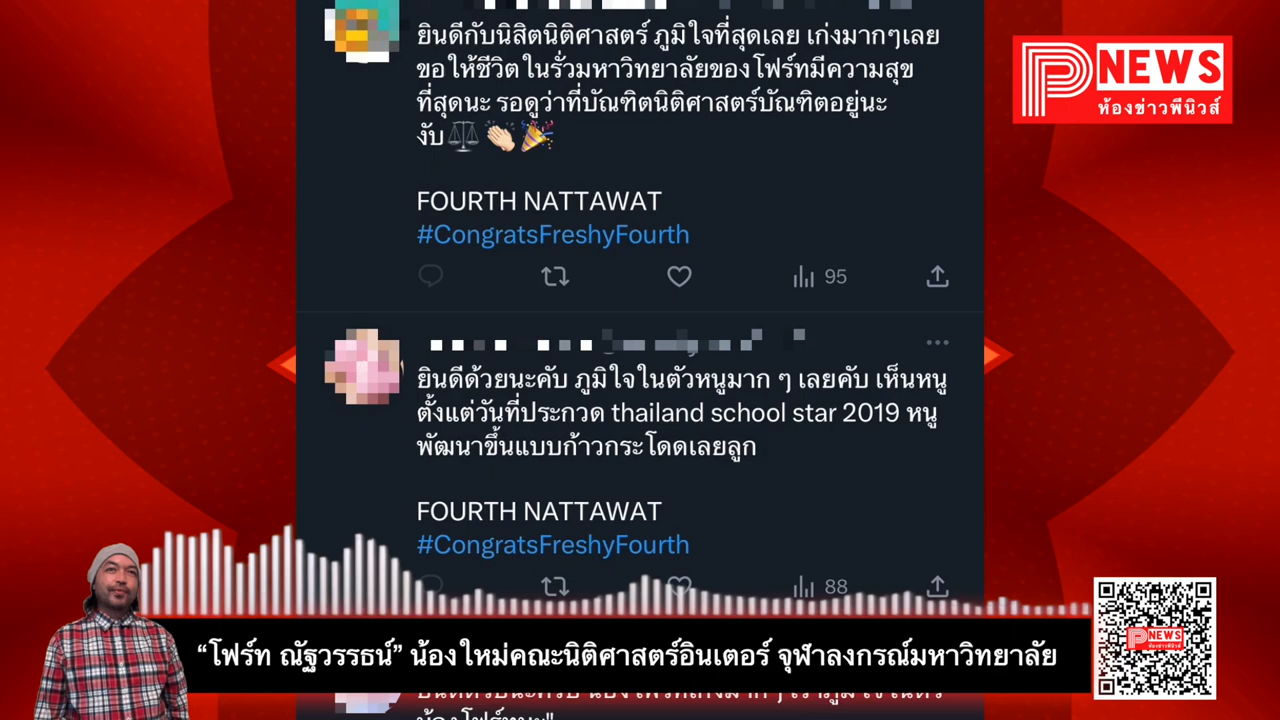 ยินดีกับนิสิตนิติศาสตร์ ภูมิใจที่สุดเลย เก่งมากๆเลย
ขอให้ชีวิตในรั่วมหาวิทยาลัยของโฟร์ทมีความสุข
ที่สุดนะ รอดูว่าที่บัณฑิตนิติศาสตร์บัณฑิตอยู่นะ
งับ⚖️👏🏻🎉
FOURTH NATTAWAT
#CongratsFreshyFourth
95
PNEWS
ห้องข่าวพีนิวส์
ยินดีด้วยนะคับ ภูมิใจในตัวหนูมาก ๆ เลยคับ เห็นหนู
ตั้งแต่วันที่ประกวด thailand school star 2019 หนู
พัฒนาขึ้นแบบก้าวกระโดดเลยลูก
FOURTH NATTAWAT
#CongratsFreshyFourth
88
“โฟร์ท ณัฐวรรธน์” น้องใหม่คณะนิติศาสตร์อินเตอร์ จุฬาลงกรณ์มหาวิทยาลัย
PNEWS
ห้องข่าวพีนิวส์